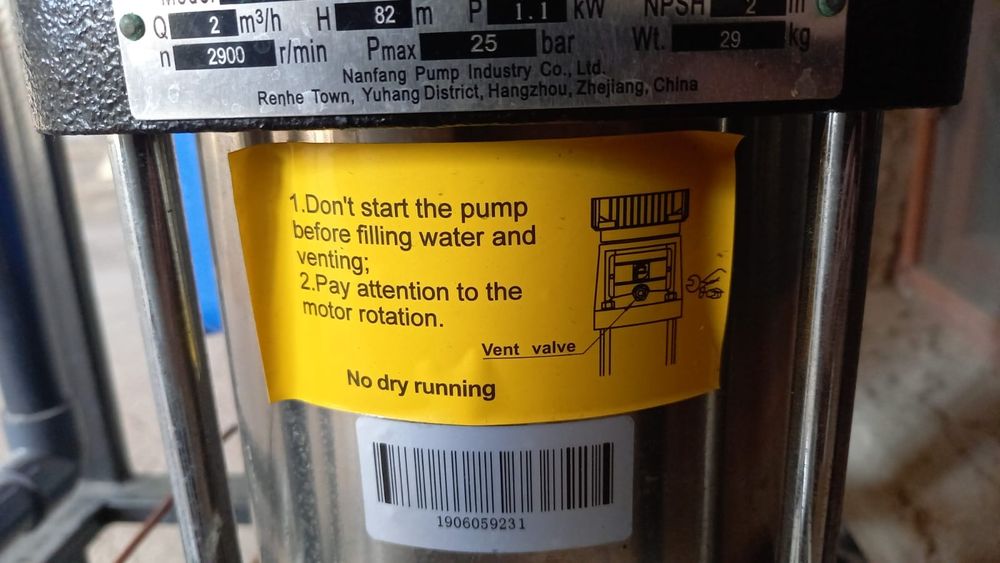 Q 2 m³/h H 82 m P 1.1 kW NPSH 2 m
n 2900 r/min Pmax 25 bar Wt. 29 kg
Nanfang Pump Industry Co., Ltd.
Renhe Town, Yuhang District, Hangzhou, Zhejiang, China
1.Don't start the pump
before filling water and
venting;
2.Pay attention to the
motor rotation.
Vent valve
No dry running
1906059231